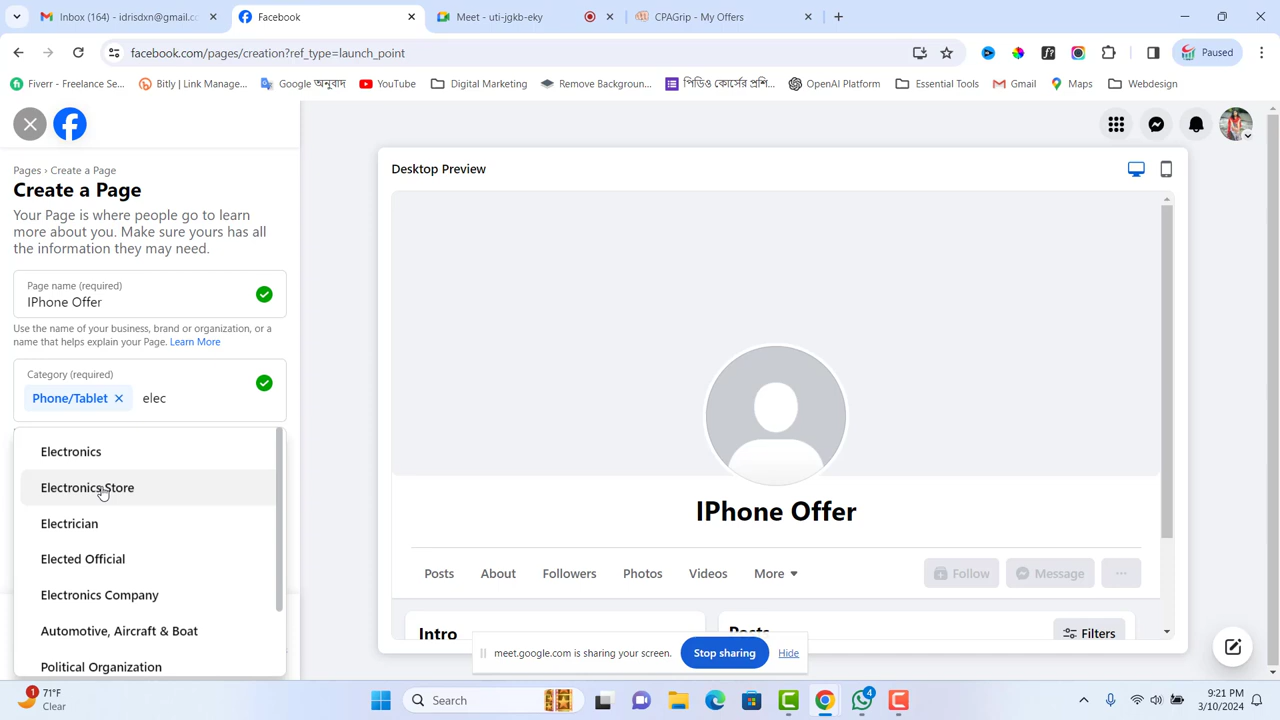 Inbox (164) - idrisdxn@gmail.c
Facebook
Meet - uti-jgkb-eky
CPAGrip - My Offers
facebook.com/pages/creation?ref_type=launch_point
Paused
Fiverr - Freelance Se...
Bitly | Link Manage...
Google অনুবাদ
YouTube
Digital Marketing
Remove Backgroun...
পিডিও কোর্সের প্রশি...
OpenAI Platform
Essential Tools
Gmail
Maps
Webdesign
Pages › Create a Page
Create a Page
Your Page is where people go to learn
more about you. Make sure yours has all
the information they may need.
Page name (required)
IPhone Offer
Use the name of your business, brand or organization, or a
name that helps explain your Page. Learn More
Category (required)
Phone/Tablet elec
Electronics
Electronics Store
Electrician
Elected Official
Electronics Company
Automotive, Aircraft & Boat
Political Organization
Desktop Preview
IPhone Offer
Posts About Followers Photos Videos More Follow Message
Intro
Posts
Filters
meet.google.com is sharing your screen. Stop sharing Hide
1
71°F
Clear
Search
4
9:21 PM
3/10/2024